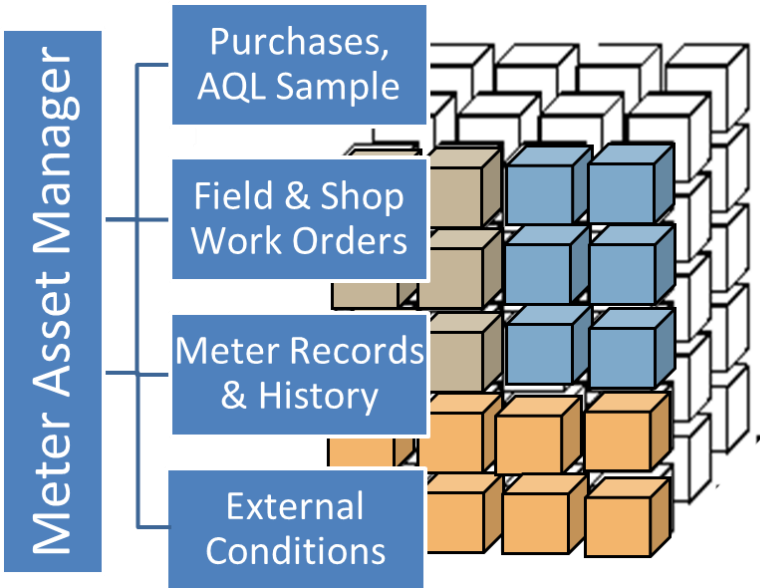 Meter Asset Manager
Purchases,
AQL Sample
Field & Shop
Work Orders
Meter Records
& History
External
Conditions